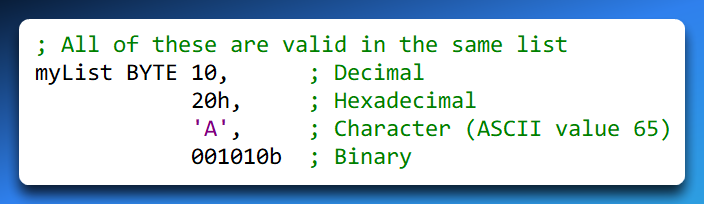 ; All of these are valid in the same list
myList BYTE 10,      ; Decimal
            20h,      ; Hexadecimal
            'A',      ; Character (ASCII value 65)
            001010b  ; Binary